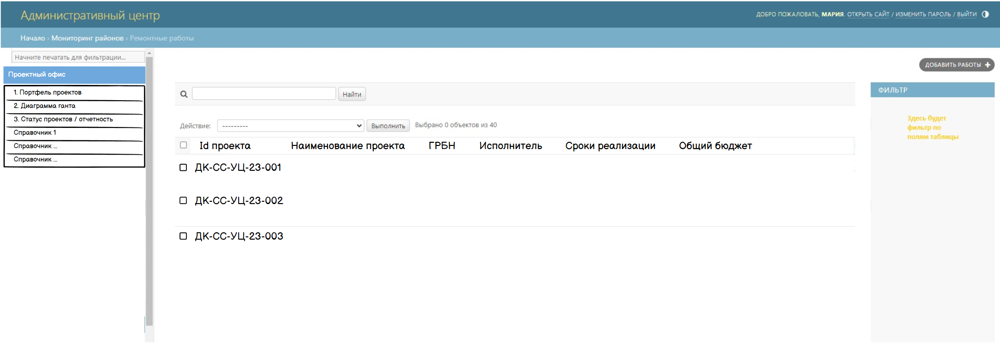 Административный центр
ДОБРО ПОЖАЛОВАТЬ, МАРИЯ. ОТКРЫТЬ САЙТ / ИЗМЕНИТЬ ПАРОЛЬ / ВЫЙТИ
Начало › Мониторинг районов › Ремонтные работы
Начните печатать для фильтрации...
ДОБАВИТЬ РАБОТЫ
Проектный офис
1. Портфель проектов
2. Диаграмма ганта
3. Статус проектов / отчетность
Справочник 1
Справочник ...
Справочник ...
Найти
Действие: --------- Выполнить Выбрано 0 объектов из 40
Id проекта Наименование проекта ГРБН Исполнитель Сроки реализации Общий бюджет
ДК-СС-УЦ-23-001
ДК-СС-УЦ-23-002
ДК-СС-УЦ-23-003
ФИЛЬТР
Здесь будет
фильтр по
полям таблицы